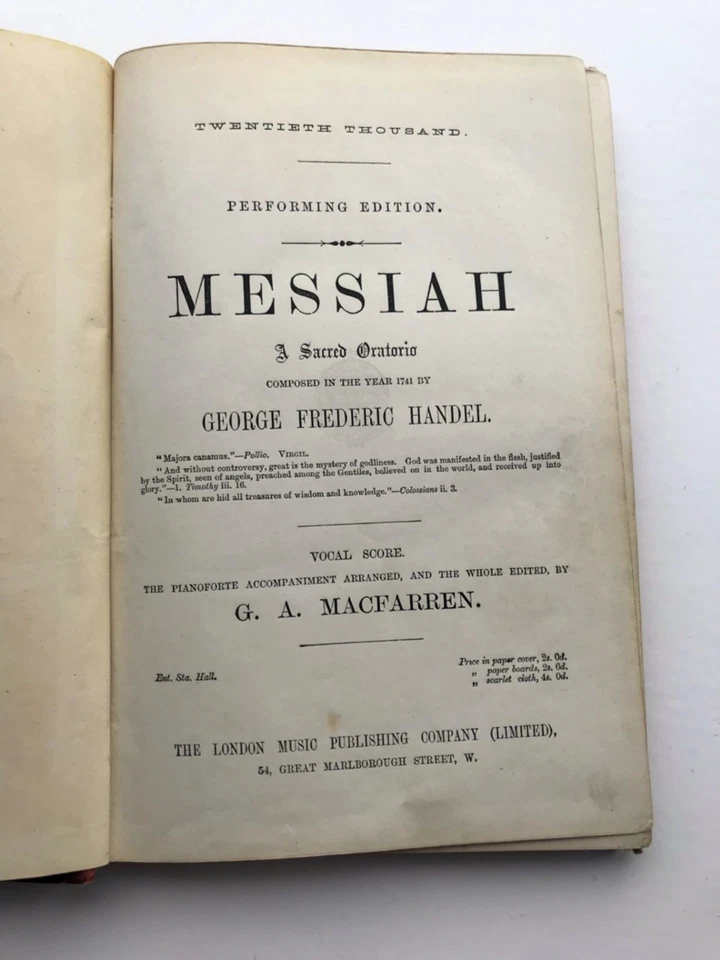 TWENTIETH THOUSAND.
PERFORMING EDITION.
MESSIAH
A Sacred Oratorio
COMPOSED IN THE YEAR 1741 BY
GEORGE FREDERIC HANDEL.
"Majora canamus."—Pollio. VIRGIL.
"And without controversy, great is the mystery of godliness. God was manifested in the flesh, justified
by the Spirit, seen of angels, preached among the Gentiles, believed on in the world, and received up into
glory."—1. Timothy iii. 16.
"In whom are hid all treasures of wisdom and knowledge."—Colossians ii. 3.
VOCAL SCORE.
THE PIANOFORTE ACCOMPANIMENT ARRANGED, AND THE WHOLE EDITED, BY
G. A. MACFARREN.
Ent. Sta. Hall.
Price in paper cover, 2s. 0d.
„ paper boards, 2s. 6d.
„ scarlet cloth, 4s. 0d.
THE LONDON MUSIC PUBLISHING COMPANY (LIMITED),
54, GREAT MARLBOROUGH STREET, W.